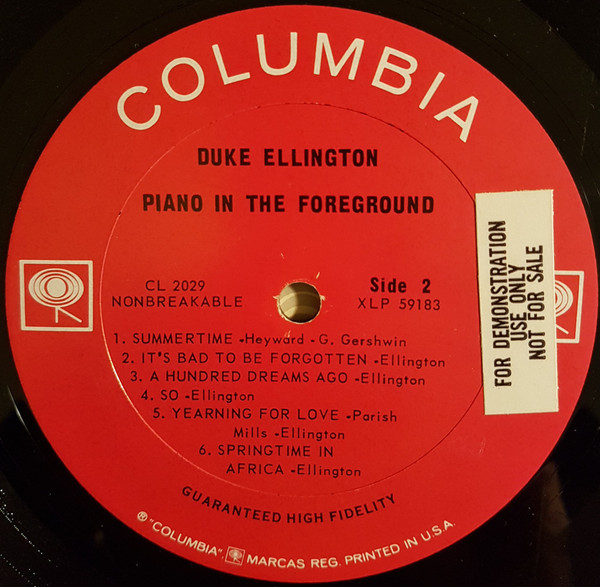 COLUMBIA
DUKE ELLINGTON
PIANO IN THE FOREGROUND
CL 2029
NONBREAKABLE
Side 2
XLP 59183
FOR DEMONSTRATION
USE ONLY
NOT FOR SALE
1. SUMMERTIME -Heyward - G. Gershwin
2. IT'S BAD TO BE FORGOTTEN -Ellington
3. A HUNDRED DREAMS AGO -Ellington
4. SO -Ellington
5. YEARNING FOR LOVE -Parish
Mills -Ellington
6. SPRINGTIME IN
AFRICA -Ellington
GUARANTEED HIGH FIDELITY
® "COLUMBIA", MARCAS REG. PRINTED IN U.S.A.